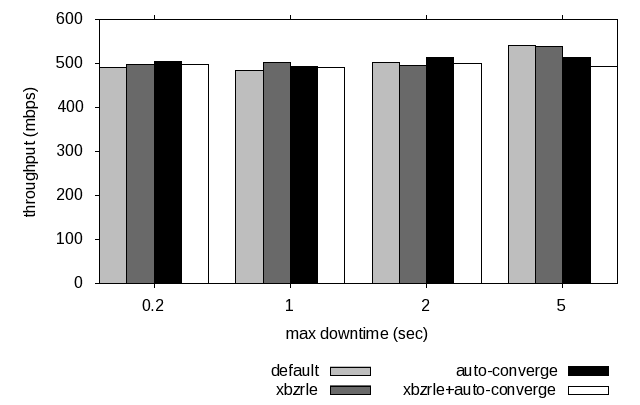 600
500
400
300
200
100
0
throughput (mbps)
0.2 1 2 5
max downtime (sec)
default auto-converge
xbzrle xbzrle+auto-converge